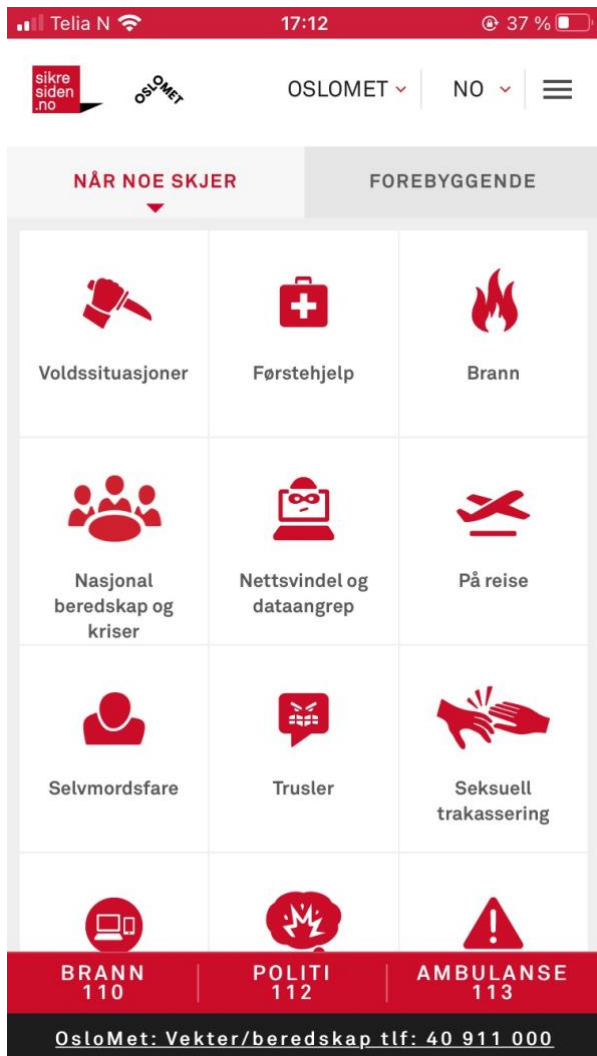 Telia N 17:12 37 %
sikre
siden
.no
OSLOMET
OSLOMET NO
NÅR NOE SKJER FOREBYGGENDE
Voldssituasjoner Førstehjelp Brann
Nasjonal
beredskap og
kriser
Nettsvindel og
dataangrep
På reise
Selvmordsfare Trusler Seksuell
trakassering
BRANN
110
POLITI
112
AMBULANSE
113
OsloMet: Vekter/beredskap tlf: 40 911 000